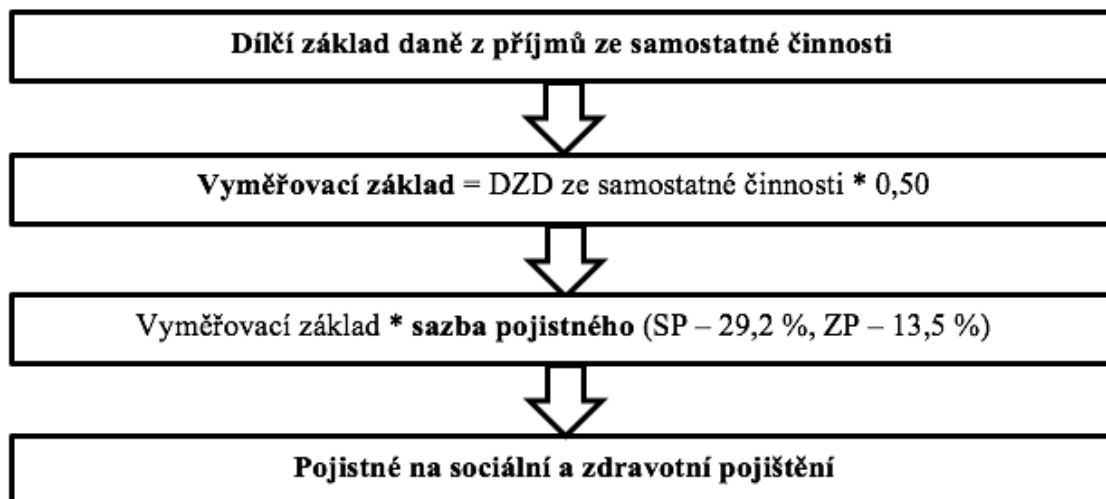 Dílčí základ daně z příjmů ze samostatné činnosti
Vyměřovací základ = DZD ze samostatné činnosti * 0,50
Vyměřovací základ * sazba pojistného (SP – 29,2 %, ZP – 13,5 %)
Pojistné na sociální a zdravotní pojištění